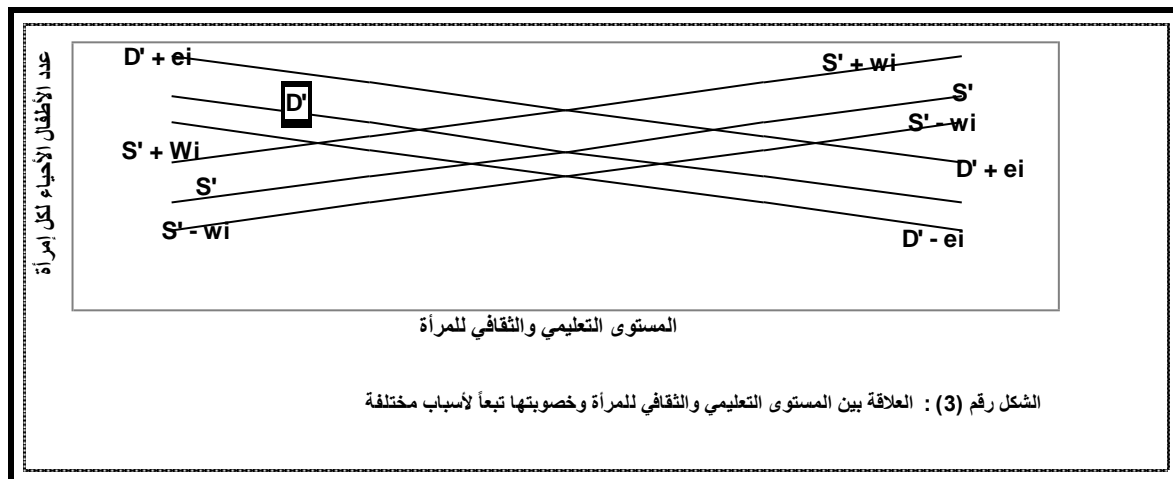 D' + ei
S' + wi
D'
S'
S' - wi
S' + Wi
D' + ei
S'
S' - wi
D' - ei
عدد الأطفال الأحياء لكل إمرأة
المستوى التعليمي والثقافي للمرأة
الشكل رقم (3) : العلاقة بين المستوى التعليمي والثقافي للمرأة وخصوبتها تبعاً لأسباب مختلفة